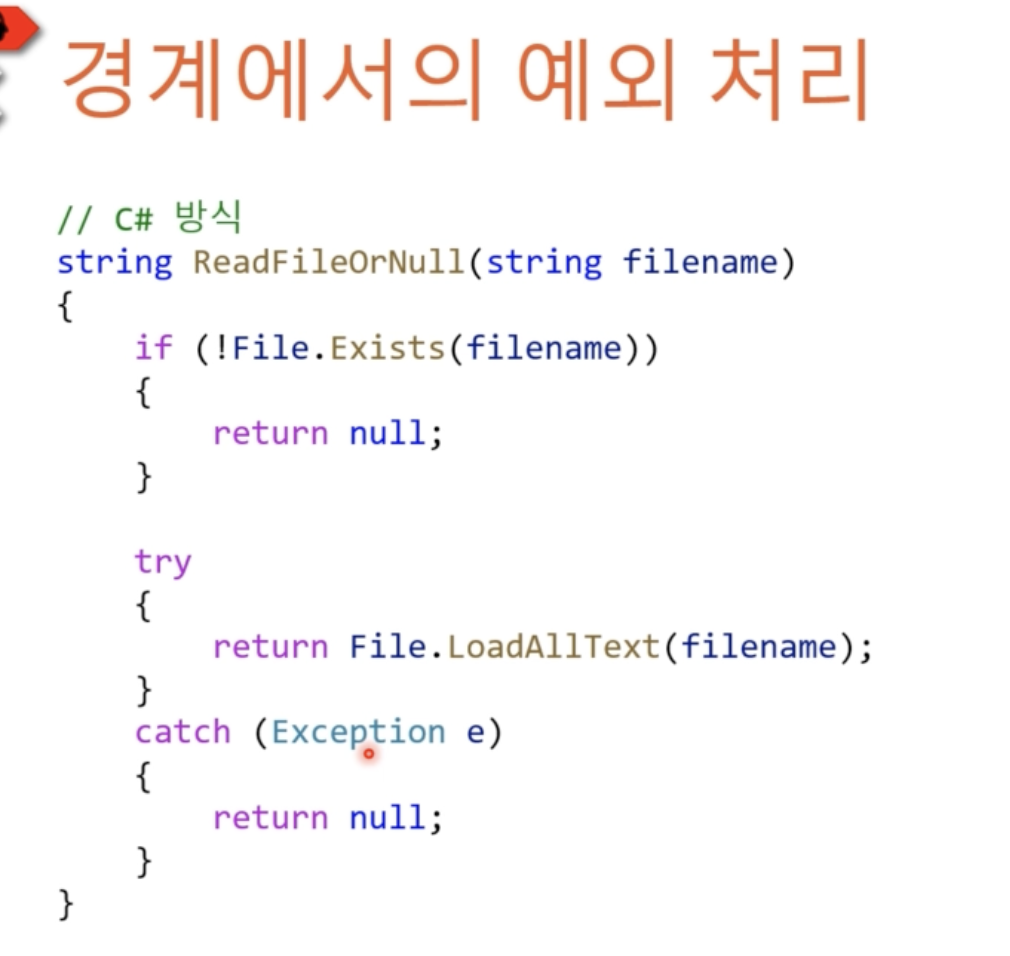 경계에서의 예외 처리
// C# 방식
string ReadFileOrNull(string filename)
{
    if (!File.Exists(filename))
    {
        return null;
    }
    try
    {
        return File.LoadAllText(filename);
    }
    catch (Exception e)
    {
        return null;
    }
}